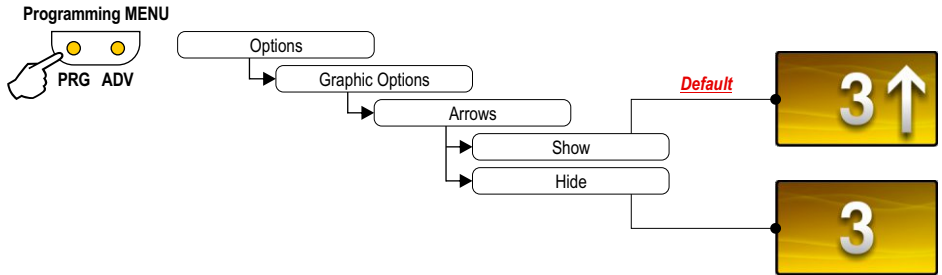 Programming MENU
PRG ADV
Options
Graphic Options
Arrows
Show
Hide
Default
3
3